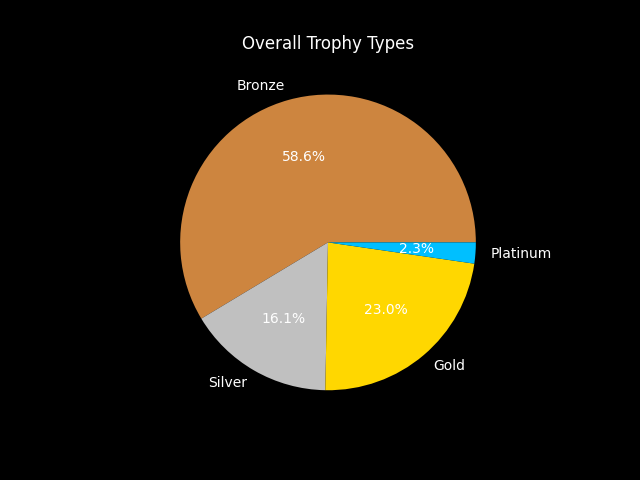 Overall Trophy Types
Bronze
58.6%
2.3%
Platinum
16.1%
23.0%
Silver
Gold